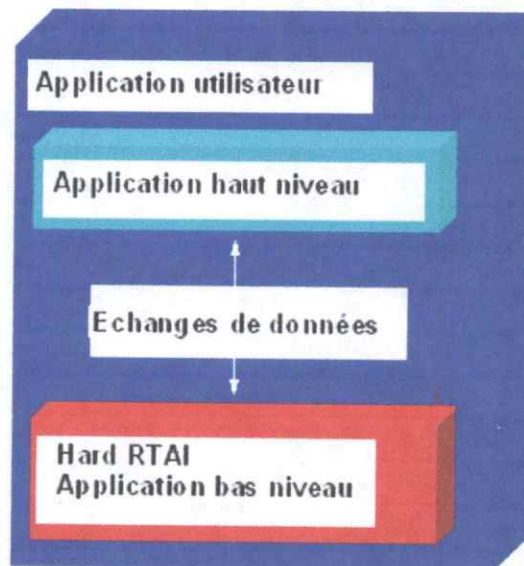 Application utilisateur
Application haut niveau
Echanges de données
Hard RTAI
Application bas niveau